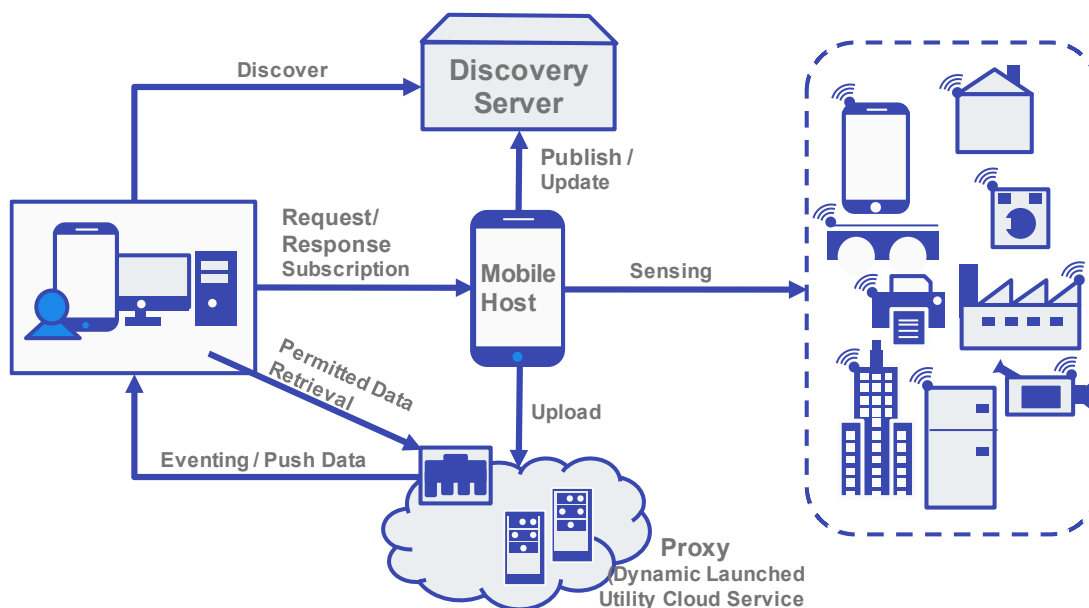 Discover
Discovery
Server
Publish /
Update
Request/
Response
Subscription
Mobile
Host
Sensing
Permitted Data
Retrieval
Upload
Eventing / Push Data
Proxy
(Dynamic Launched
Utility Cloud Service